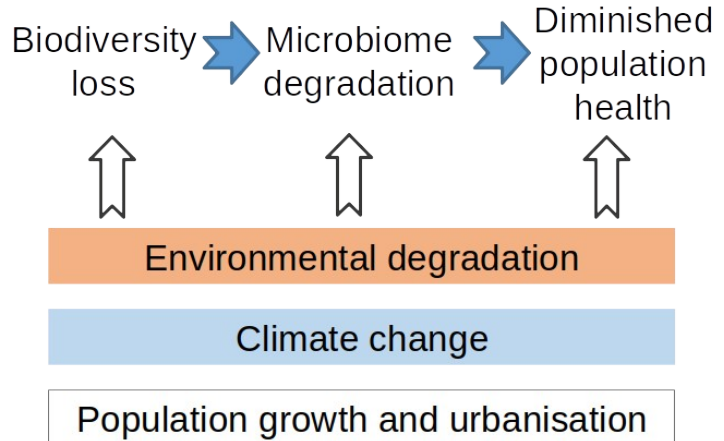 Biodiversity
loss
Microbiome
degradation
Diminished
population
health
Environmental degradation
Climate change
Population growth and urbanisation